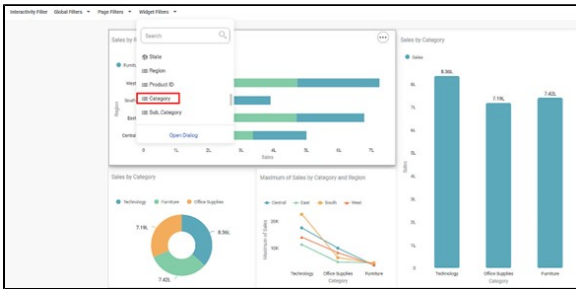 Interactivity Filter Global Filters Page Filters Widget Filters
Search
State
Region
Product ID
Category
Sub_Category
Open Dialog
Sales by
Furnitu
West
South
East
Central
Region
0 1L 2L 3L 4L 5L 6L 7L
Sales
Sales by Category
Sales
8.36L
7.19L
7.42L
Sales
Technology Office Supplies Furniture
Category
Sales by Category
Technology Furniture Office Supplies
7.19L
8.36L
7.42L
Maximum of Sales by Category and Region
Central East South West
Maximum of Sales
20K
10K
Technology Office Supplies Furniture
Category